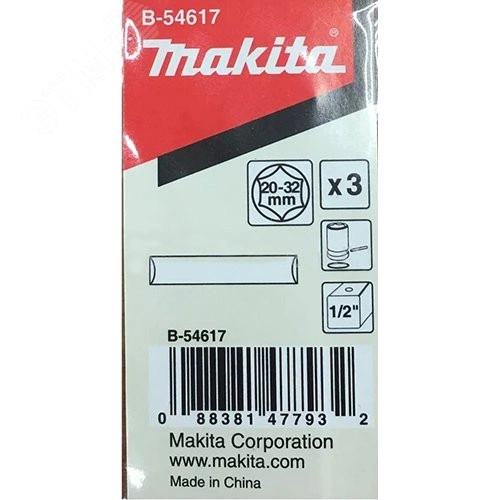 B-54617
makita
20-32
mm
x 3
1/2"
B-54617
0 88381 47793 2
Makita Corporation
www.makita.com
Made in China